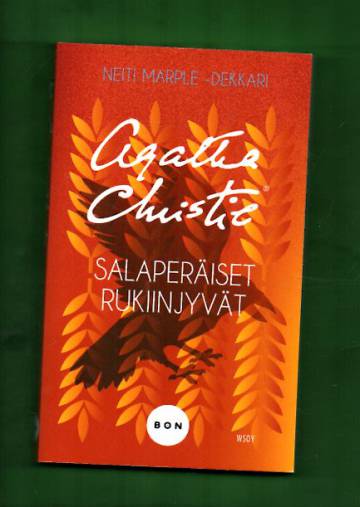 NEITI MARPLE -DEKKARI
Agatha
Christie®
SALAPERÄISET
RUKIINJYVÄT
BON
WSOY